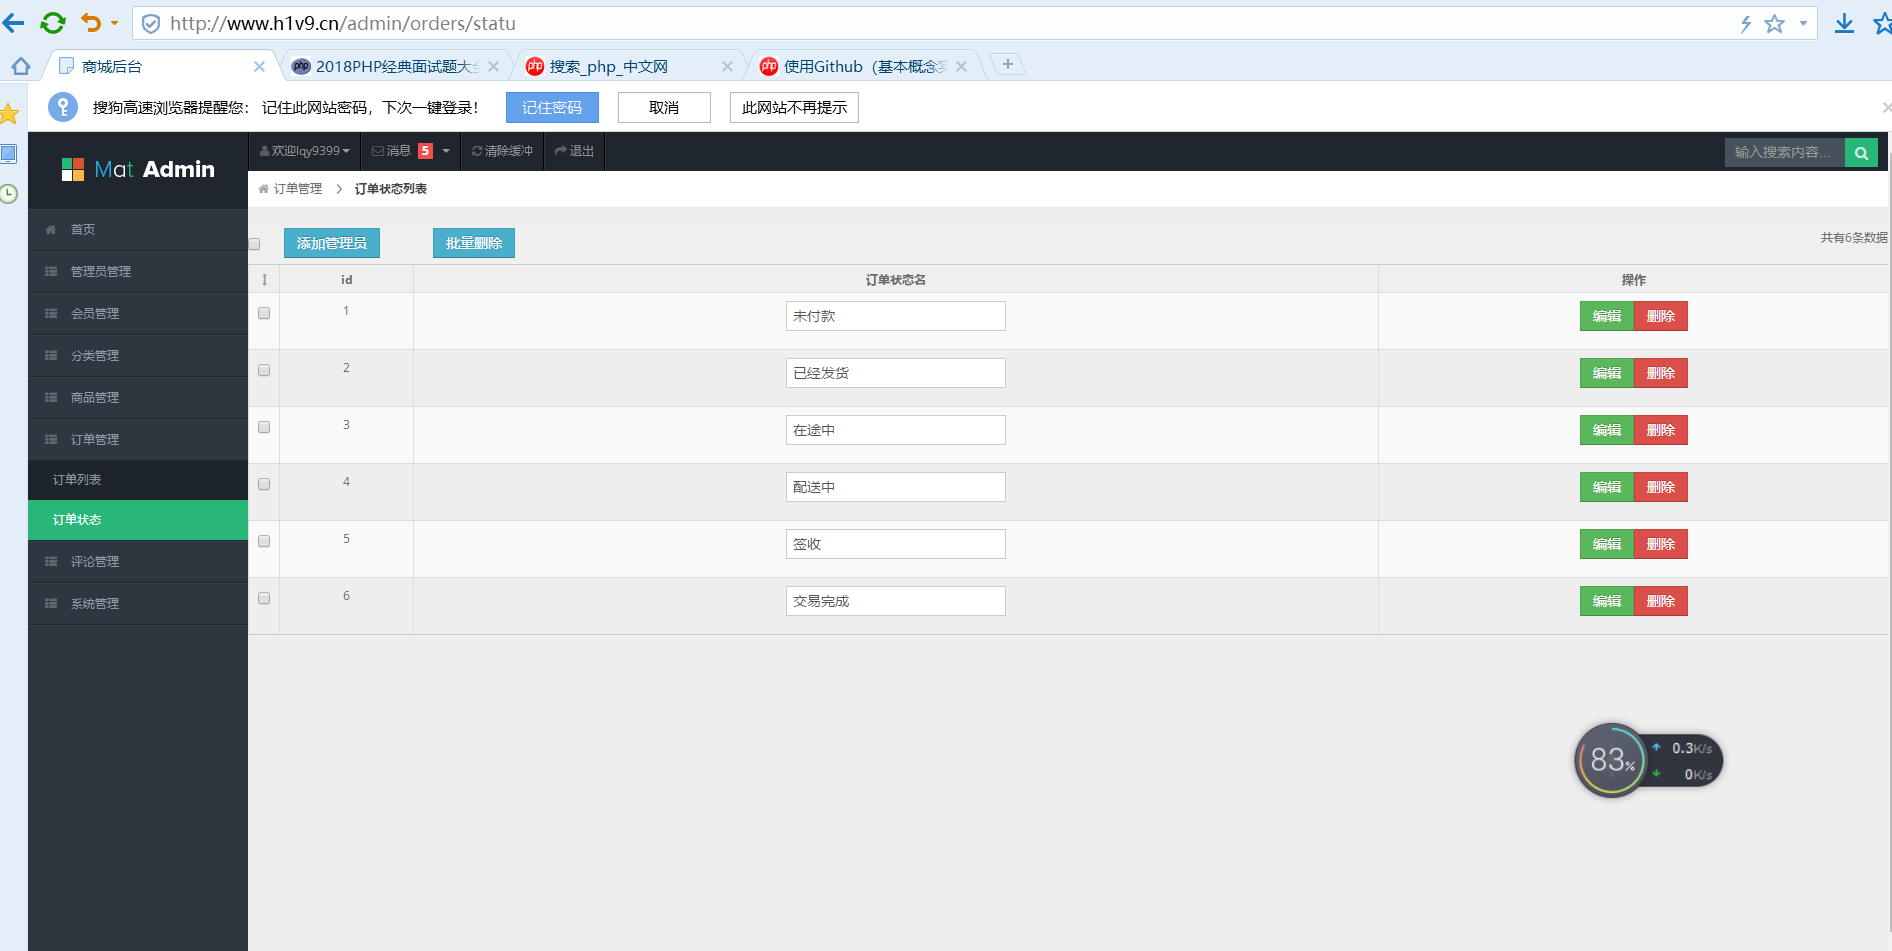 http://www.h1v9.cn/admin/orders/statu
商城后台
2018PHP经典面试题大全
搜索_php_中文网
使用Github（基本概念
搜狗高速浏览器提醒您： 记住此网站密码，下次一键登录！
记住密码
取消
此网站不再提示
Mat Admin
欢迎lqy9399
消息 5
清除缓冲
退出
输入搜索内容...
订单管理 > 订单状态列表
首页
管理员管理
会员管理
分类管理
商品管理
订单管理
订单列表
订单状态
评论管理
系统管理
添加管理员
批量删除
共有6条数据
id 订单状态名 操作
1 未付款 编辑 删除
2 已经发货 编辑 删除
3 在途中 编辑 删除
4 配送中 编辑 删除
5 签收 编辑 删除
6 交易完成 编辑 删除
83%
0.3K/s
0K/s